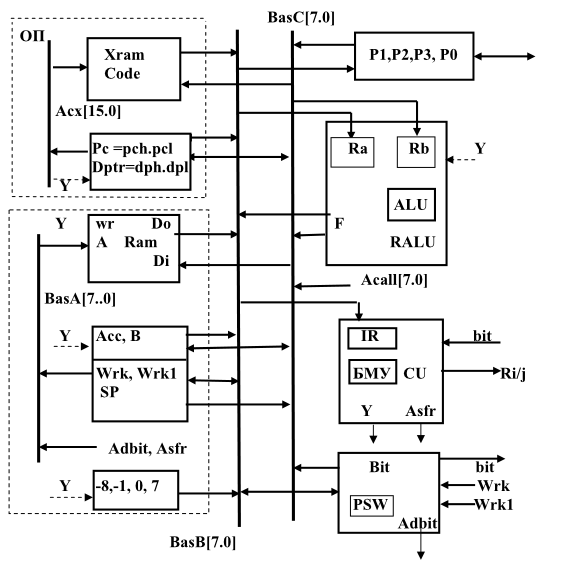 BasC[7.0]
ОП
Xram
Code
P1,P2,P3, P0
Acx[15.0]
Pc =pch.pcl
Dptr=dph.dpl
Y
Ra
Rb
Y
ALU
F
RALU
Y
wr Do
A Ram
Di
Acall[7.0]
BasA[7..0]
Y
Acc, B
Wrk, Wrk1
SP
IR
bit
БМУ CU
Ri/j
Y Asfr
Adbit, Asfr
Bit
bit
Wrk
PSW
Wrk1
Adbit
Y
-8,-1, 0, 7
BasB[7.0]